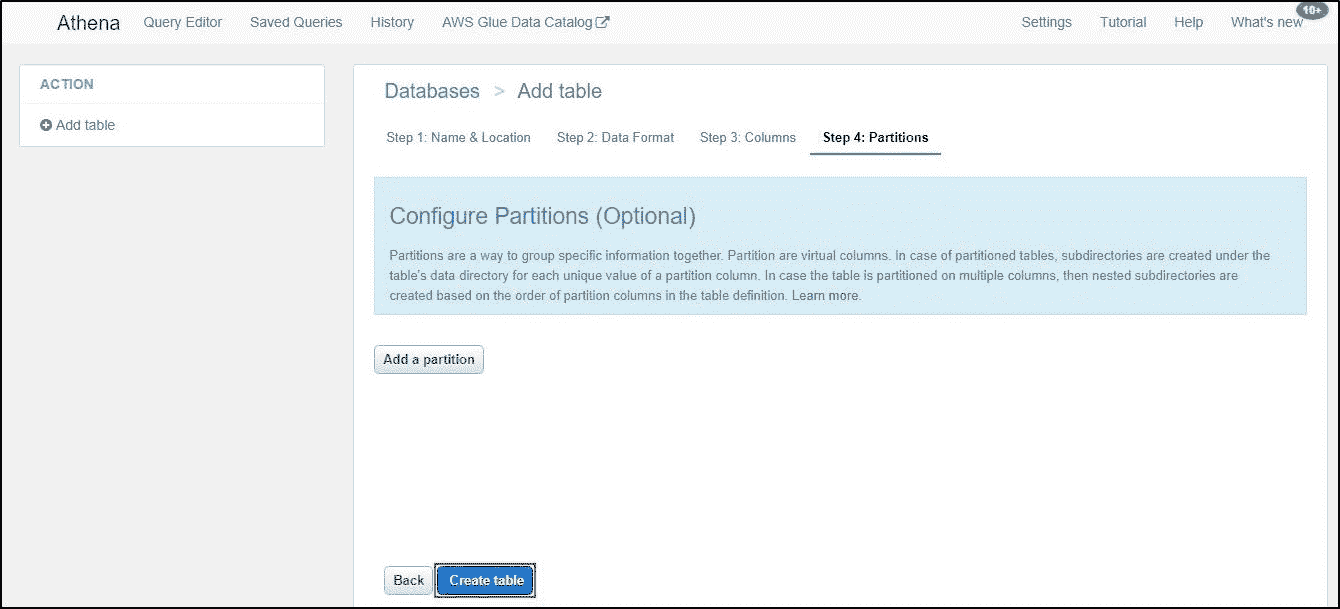 Athena Query Editor Saved Queries History AWS Glue Data Catalog Settings Tutorial Help What's new 10+
ACTION
Add table
Databases > Add table
Step 1: Name & Location Step 2: Data Format Step 3: Columns Step 4: Partitions
Configure Partitions (Optional)
Partitions are a way to group specific information together. Partition are virtual columns. In case of partitioned tables, subdirectories are created under the
table's data directory for each unique value of a partition column. In case the table is partitioned on multiple columns, then nested subdirectories are
created based on the order of partition columns in the table definition. Learn more.
Add a partition
Back Create table